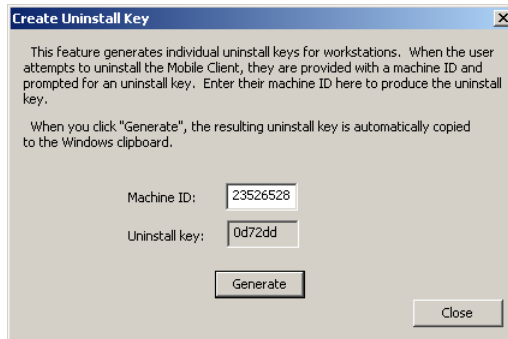 Create Uninstall Key
This feature generates individual uninstall keys for workstations. When the user
attempts to uninstall the Mobile Client, they are provided with a machine ID and
prompted for an uninstall key. Enter their machine ID here to produce the uninstall
key.
When you click "Generate", the resulting uninstall key is automatically copied
to the Windows clipboard.
Machine ID: 23526528
Uninstall key: 0d72dd
Generate
Close